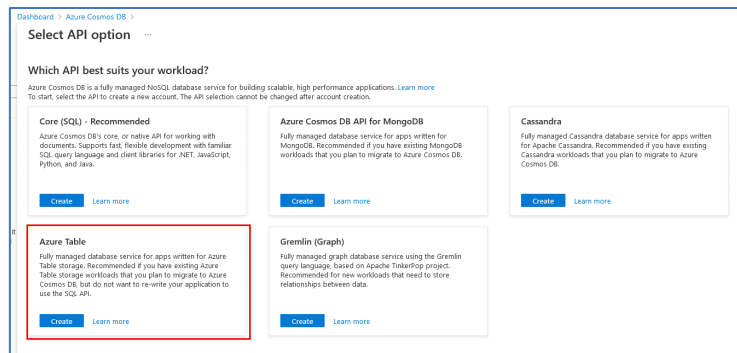 Dashboard > Azure Cosmos DB >
Select API option ...
Which API best suits your workload?
Azure Cosmos DB is a fully managed NoSQL database service for building scalable, high performance applications. Learn more
To start, select the API to create a new account. The API selection cannot be changed after account creation.
Core (SQL) - Recommended
Azure Cosmos DB's core, or native API for working with
documents. Supports fast, flexible development with familiar
SQL query language and client libraries for .NET, JavaScript,
Python, and Java.
Create Learn more
Azure Cosmos DB API for MongoDB
Fully managed database service for apps written for
MongoDB. Recommended if you have existing MongoDB
workloads that you plan to migrate to Azure Cosmos DB.
Create Learn more
Cassandra
Fully managed Cassandra database service for apps written
for Apache Cassandra. Recommended if you have existing
Cassandra workloads that you plan to migrate to Azure
Cosmos DB.
Create Learn more
it
Azure Table
Fully managed database service for apps written for Azure
Table storage. Recommended if you have existing Azure
Table storage workloads that you plan to migrate to Azure
Cosmos DB, but do not want to re-write your application to
use the SQL API.
Create Learn more
Gremlin (Graph)
Fully managed graph database service using the Gremlin
query language, based on Apache TinkerPop project.
Recommended for new workloads that need to store
relationships between data.
Create Learn more